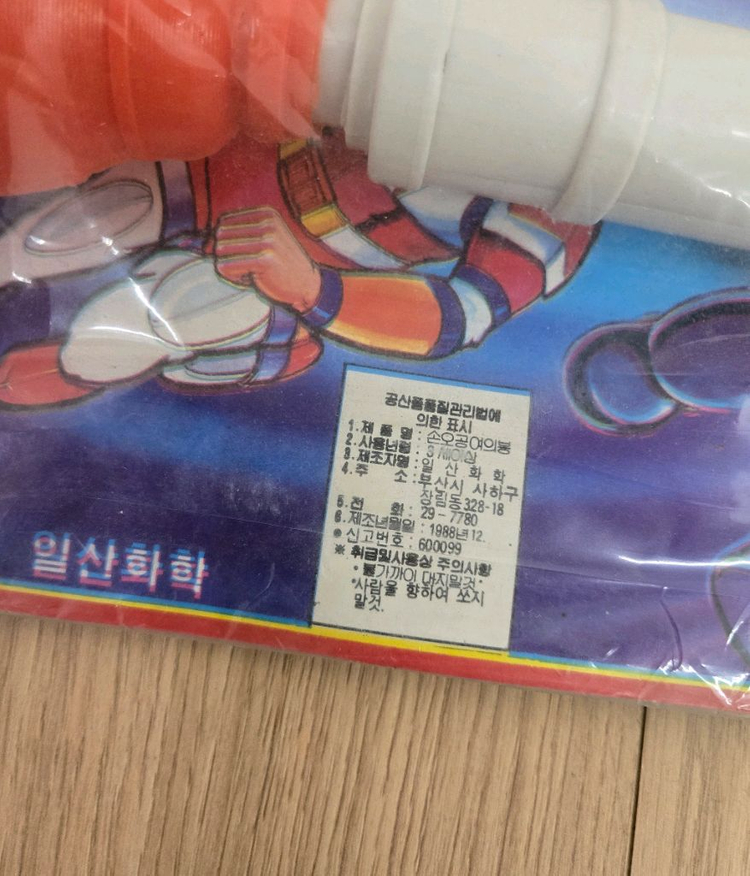 공산품품질관리법에
의한 표시
1. 제 품 명 : 손오공여의봉
2. 사용년령 : 3 세이상
3. 제조자명 : 일 산 화 학
4. 주 소 : 부산시 사하구
장림동 328-18
5. 전 화 : 29-7780
6. 제조년월일 : 1988년 12.
※ 신고번호 : 600099
※ 취급및사용상 주의사항
• 불가까이 대지말것.
• 사람을 향하여 쏘지
말것.
일산화학